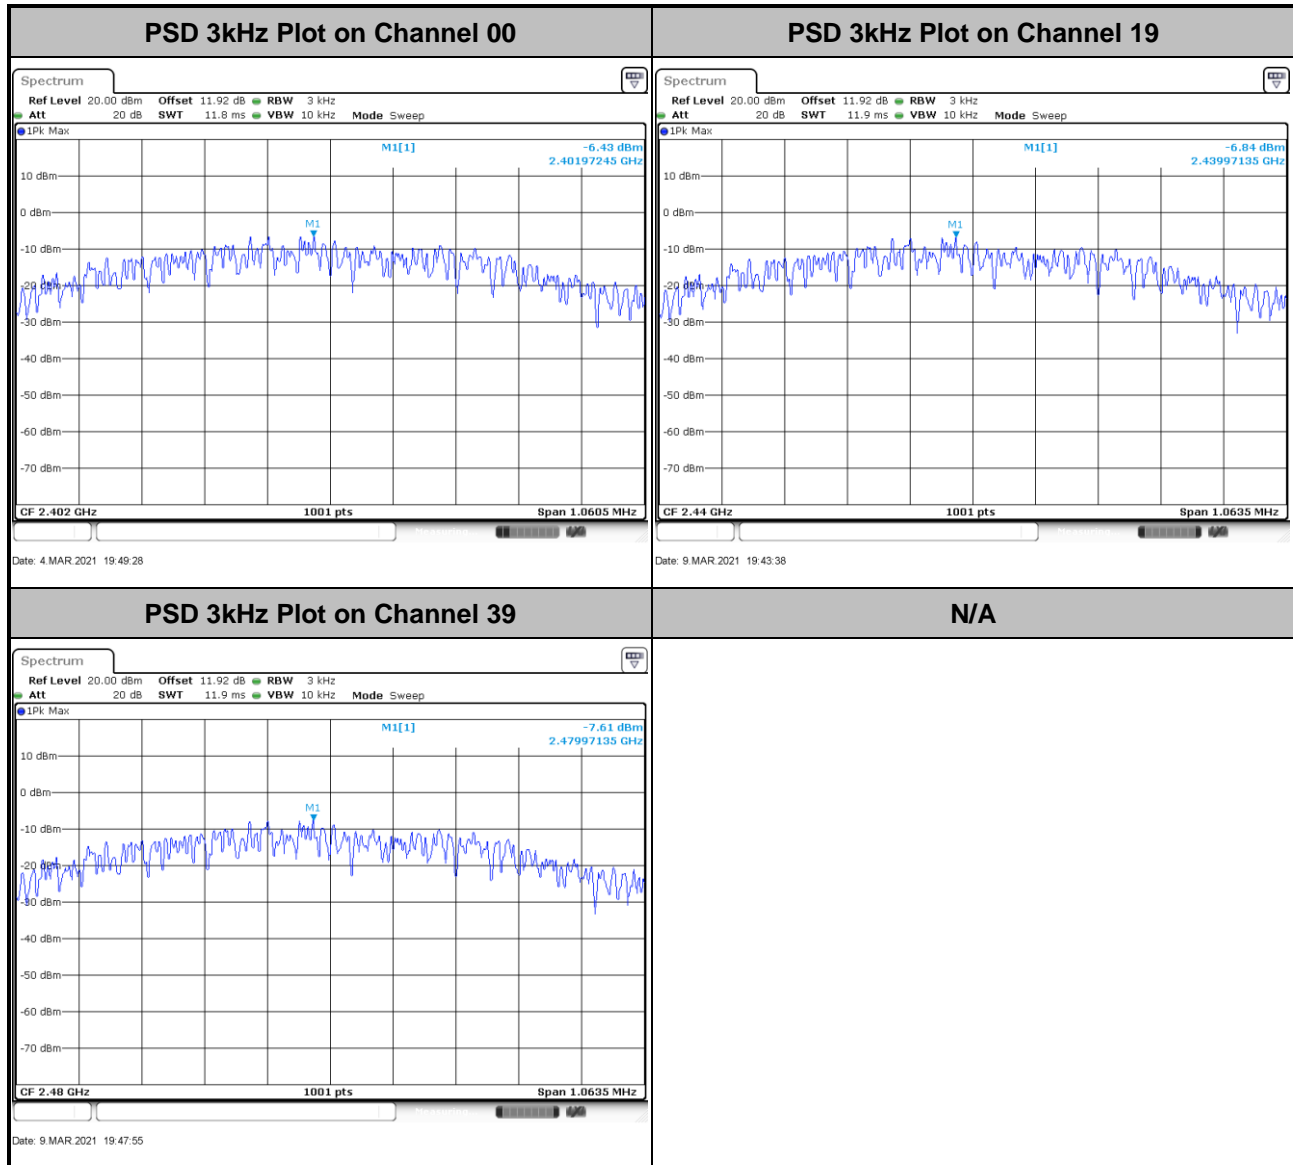 PSD 3kHz Plot on Channel 00
Spectrum
Ref Level 20.00 dBm Offset 11.92 dB RBW 3 kHz
Att 20 dB SWT 11.8 ms VBW 10 kHz Mode Sweep
1Pk Max
M1[1] -6.43 dBm
2.40197245 GHz
10 dBm
0 dBm
M1
-10 dBm
-20 dBm
-30 dBm
-40 dBm
-50 dBm
-60 dBm
-70 dBm
CF 2.402 GHz 1001 pts Span 1.0605 MHz
Measuring...
Date: 4.MAR.2021 19:49:28
PSD 3kHz Plot on Channel 19
Spectrum
Ref Level 20.00 dBm Offset 11.92 dB RBW 3 kHz
Att 20 dB SWT 11.9 ms VBW 10 kHz Mode Sweep
1Pk Max
M1[1] -6.84 dBm
2.43997135 GHz
10 dBm
0 dBm
M1
-10 dBm
-20 dBm
-30 dBm
-40 dBm
-50 dBm
-60 dBm
-70 dBm
CF 2.44 GHz 1001 pts Span 1.0635 MHz
Measuring...
Date: 9.MAR.2021 19:43:38
PSD 3kHz Plot on Channel 39
Spectrum
Ref Level 20.00 dBm Offset 11.92 dB RBW 3 kHz
Att 20 dB SWT 11.9 ms VBW 10 kHz Mode Sweep
1Pk Max
M1[1] -7.61 dBm
2.47997135 GHz
10 dBm
0 dBm
M1
-10 dBm
-20 dBm
-30 dBm
-40 dBm
-50 dBm
-60 dBm
-70 dBm
CF 2.48 GHz 1001 pts Span 1.0635 MHz
Measuring...
Date: 9.MAR.2021 19:47:55
N/A